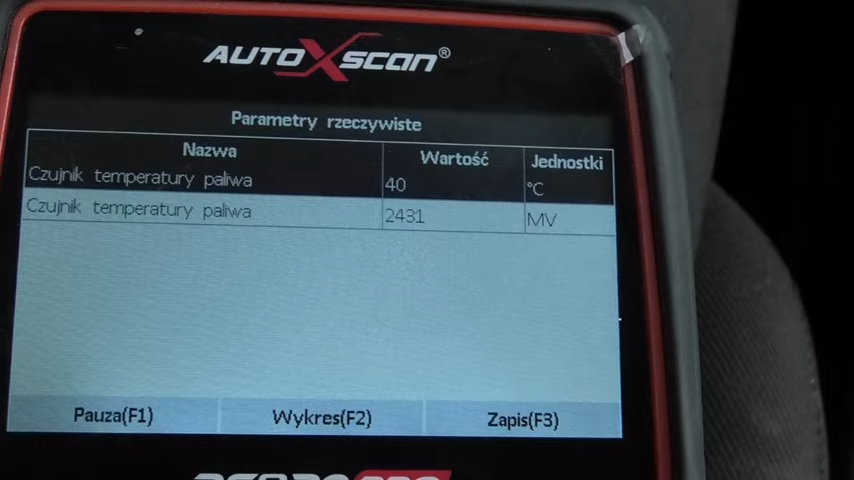 AUTOXSCAN®
Parametry rzeczywiste
Nazwa Wartość Jednostki
Czujnik temperatury paliwa 40 °C
Czujnik temperatury paliwa 2431 MV
Pauza(F1) Wykres(F2) Zapis(F3)